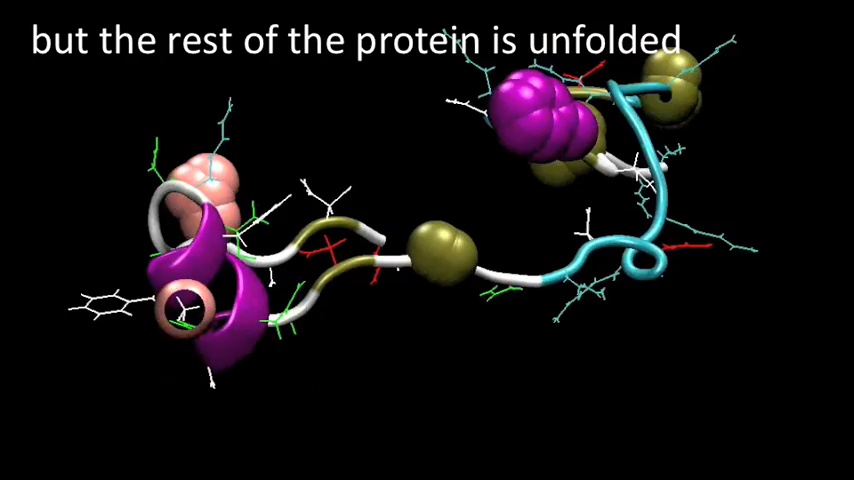 but the rest of the protein is unfolded